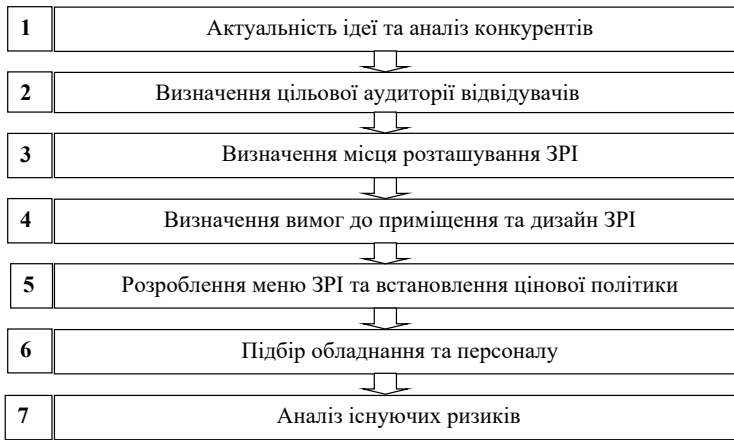 1 Актуальність ідеї та аналіз конкурентів
2 Визначення цільової аудиторії відвідувачів
3 Визначення місця розташування ЗРІ
4 Визначення вимог до приміщення та дизайн ЗРІ
5 Розроблення меню ЗРІ та встановлення цінової політики
6 Підбір обладнання та персоналу
7 Аналіз існуючих ризиків